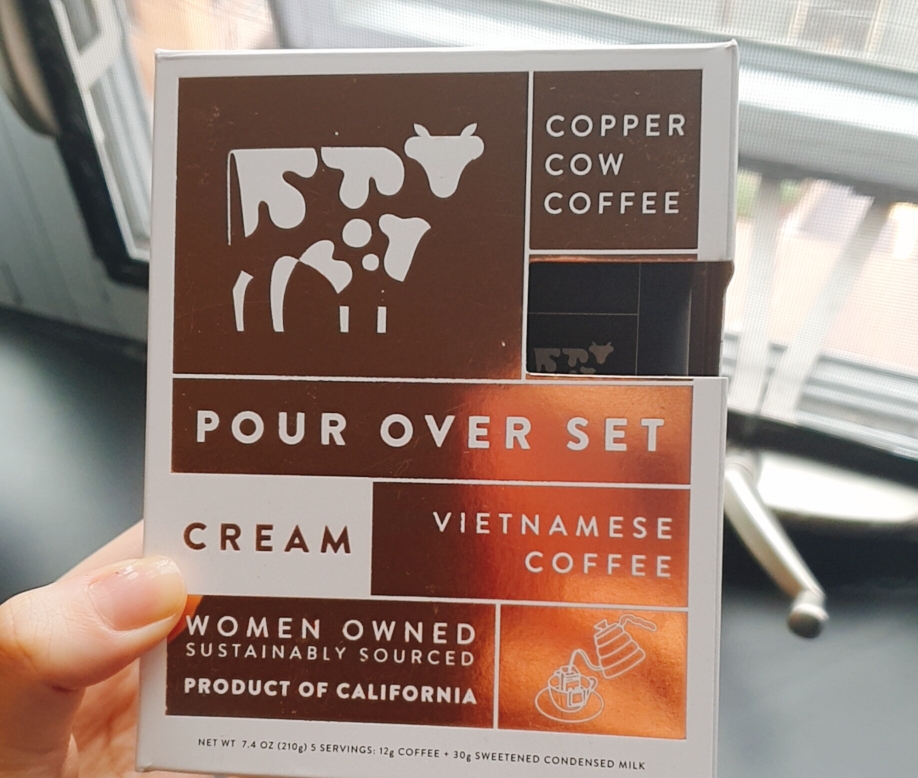 COPPER
COW
COFFEE
POUR OVER SET
CREAM
VIETNAMESE
COFFEE
WOMEN OWNED
SUSTAINABLY SOURCED
PRODUCT OF CALIFORNIA
NET WT 7.4 OZ (210g) 5 SERVINGS: 12g COFFEE + 30g SWEETENED CONDENSED MILK